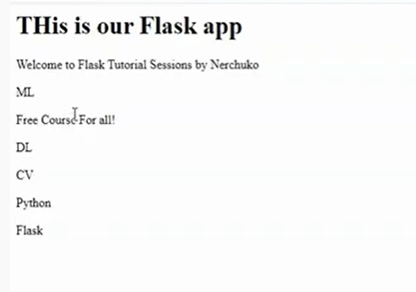 THis is our Flask app
Welcome to Flask Tutorial Sessions by Nerchuko
ML
Free Course For all!
DL
CV
Python
Flask